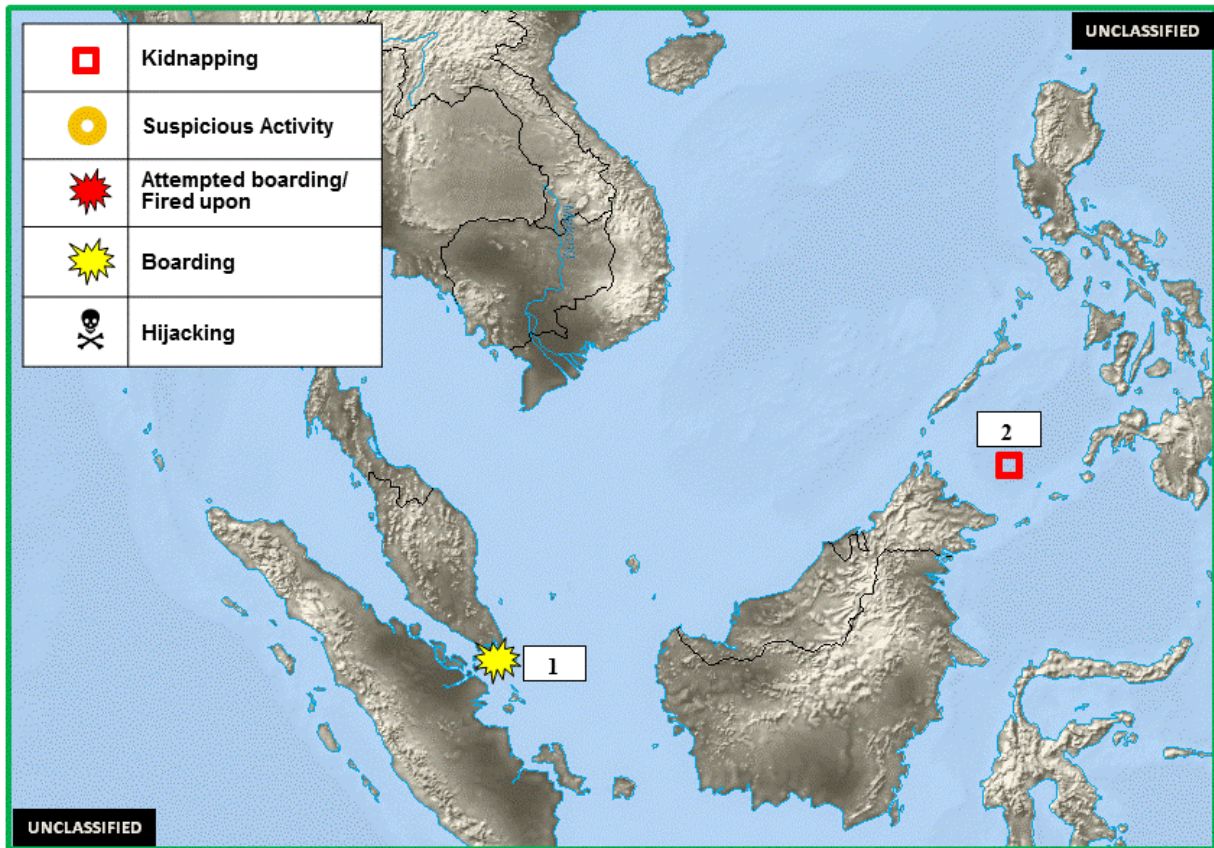 UNCLASSIFIED
Kidnapping
Suspicious Activity
Attempted boarding/
Fired upon
Boarding
Hijacking
2
1
UNCLASSIFIED